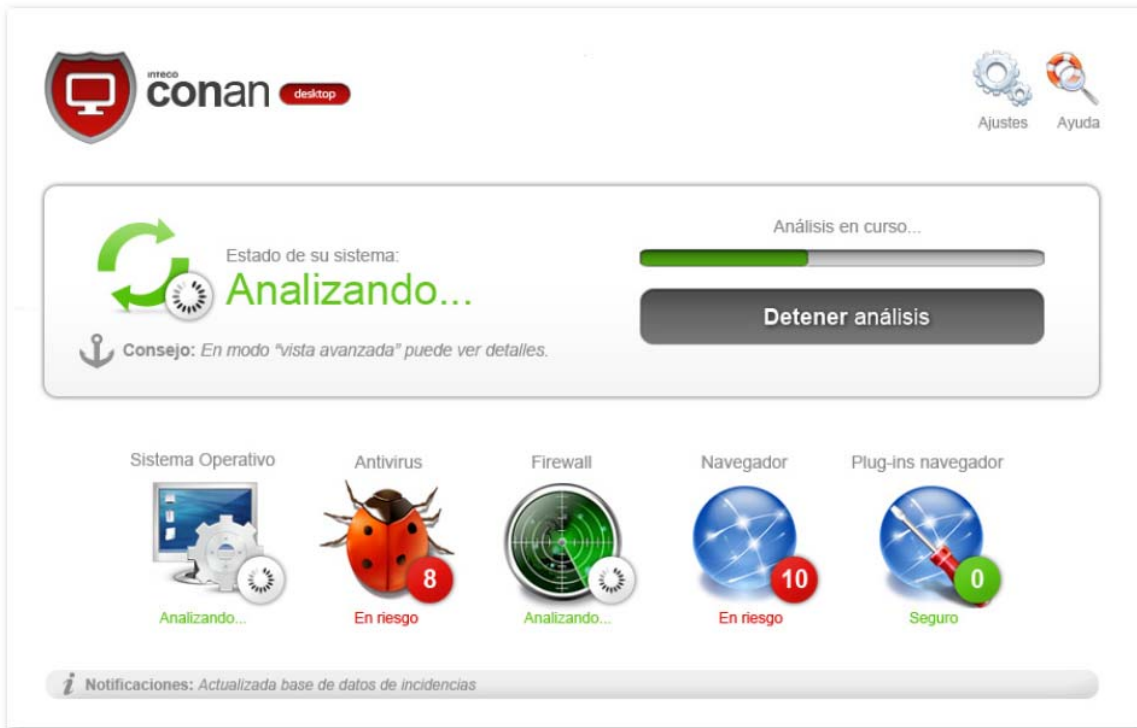 inteco
conan desktop
Ajustes Ayuda
Análisis en curso...
Estado de su sistema:
Analizando...
Detener análisis
Consejo: En modo "vista avanzada" puede ver detalles.
Sistema Operativo Antivirus Firewall Navegador Plug-ins navegador
8 10 0
Analizando... En riesgo Analizando... En riesgo Seguro
i Notificaciones: Actualizada base de datos de incidencias